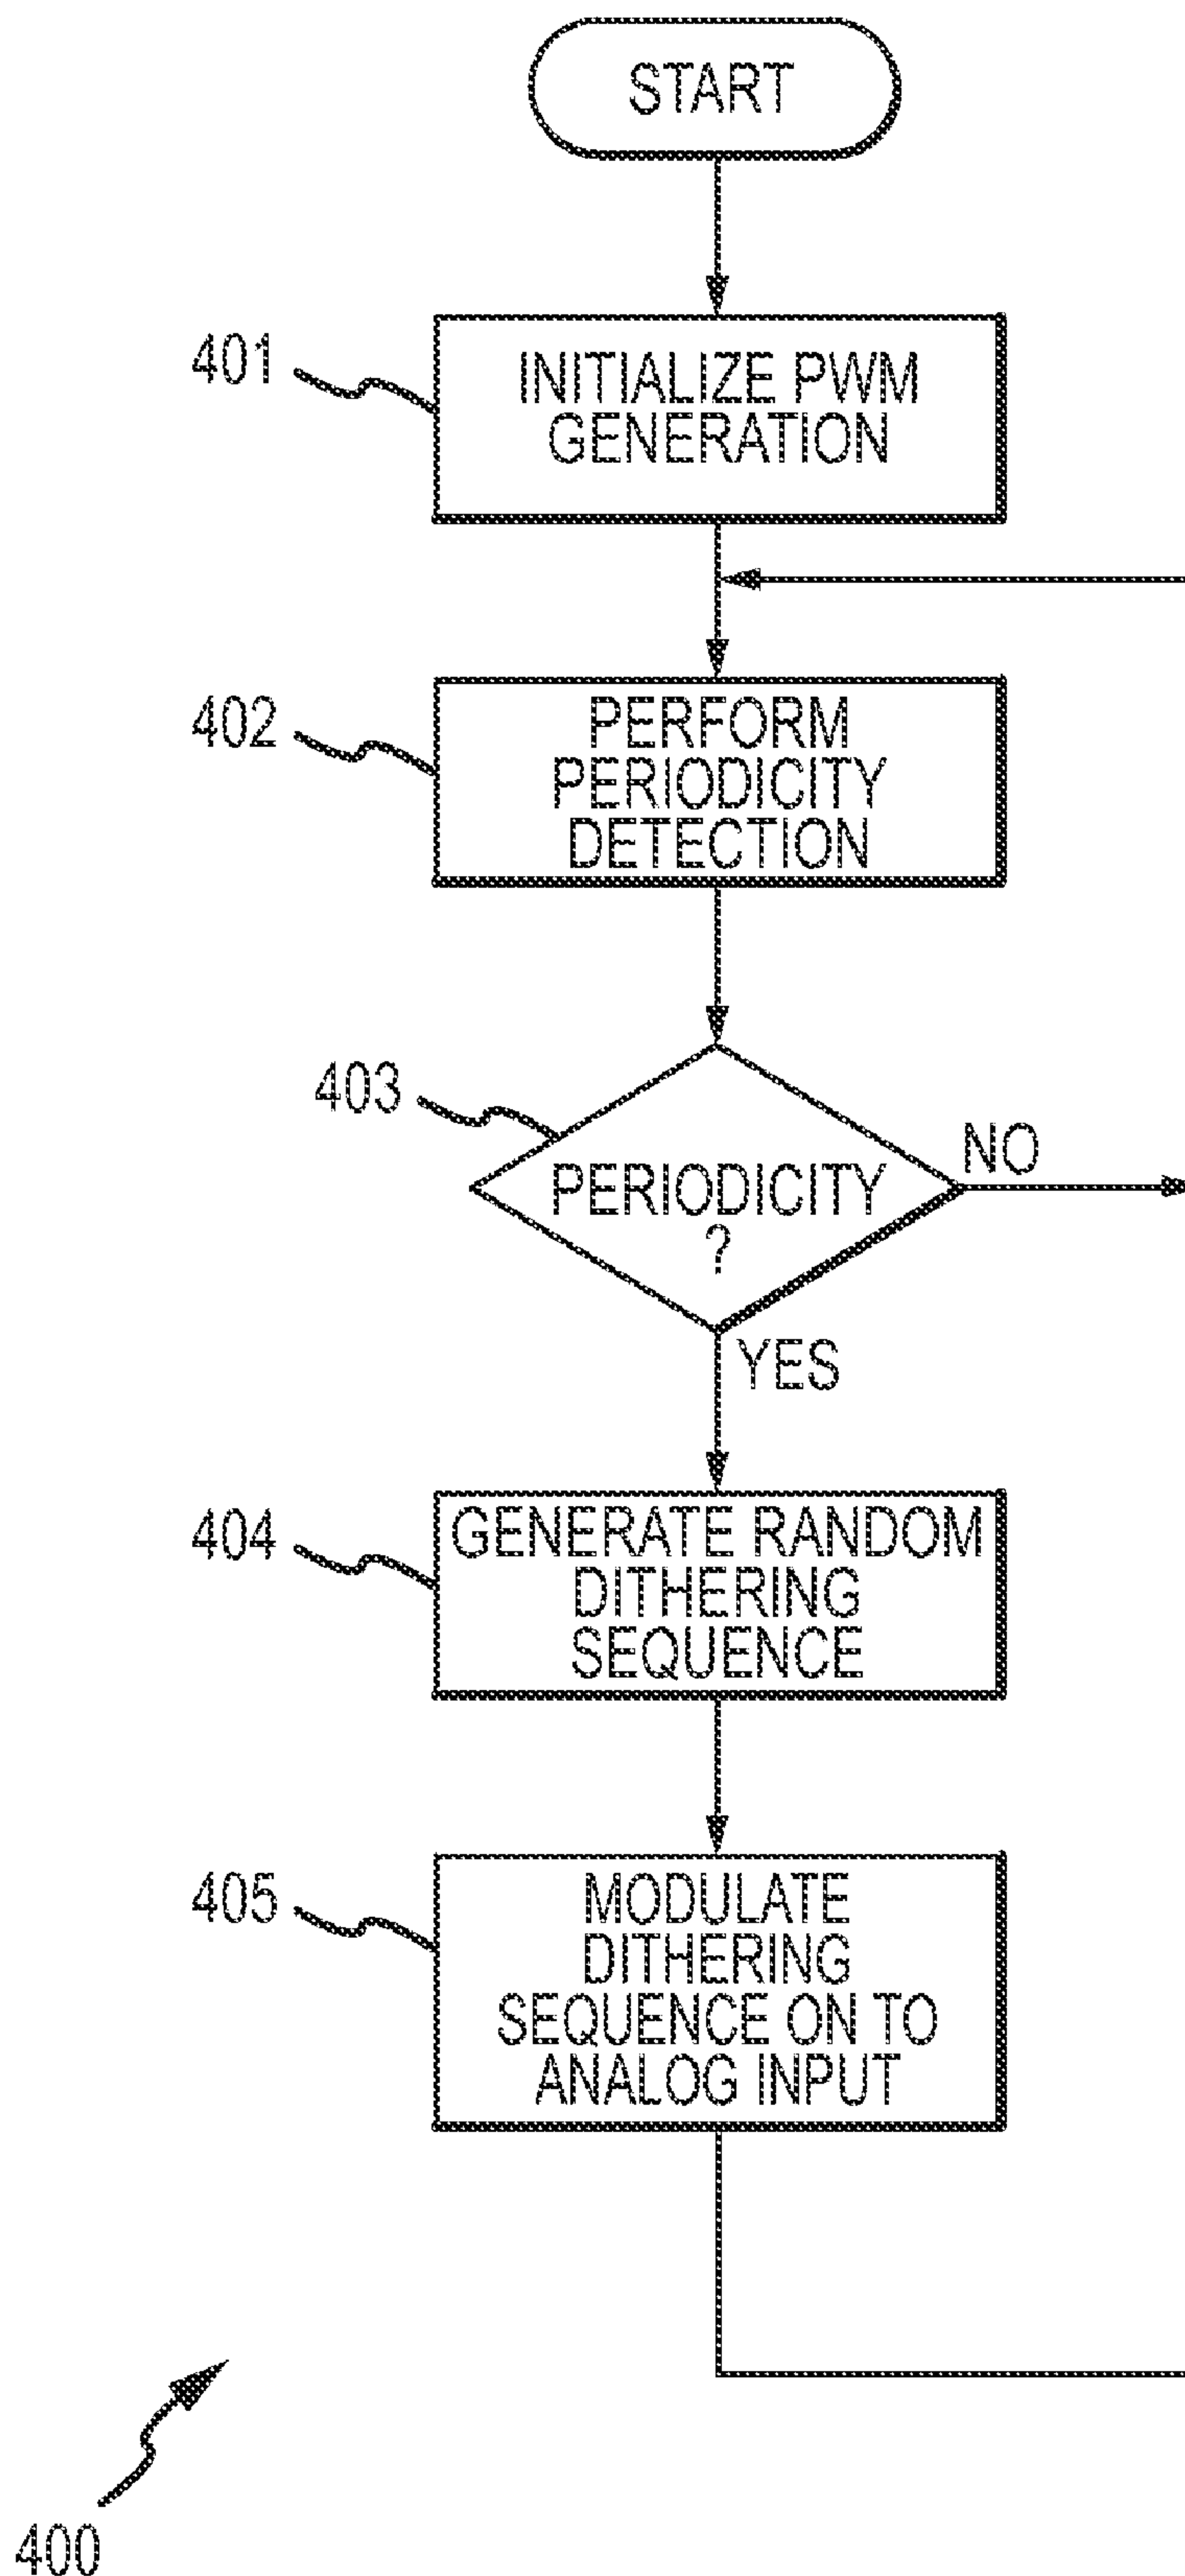 START
401
INITIALIZE PWM
GENERATION
402
PERFORM
PERIODICITY
DETECTION
403
PERIODICITY
?
NO
YES
404
GENERATE RANDOM
DITHERING
SEQUENCE
405
MODULATE
DITHERING
SEQUENCE ON TO
ANALOG INPUT
400